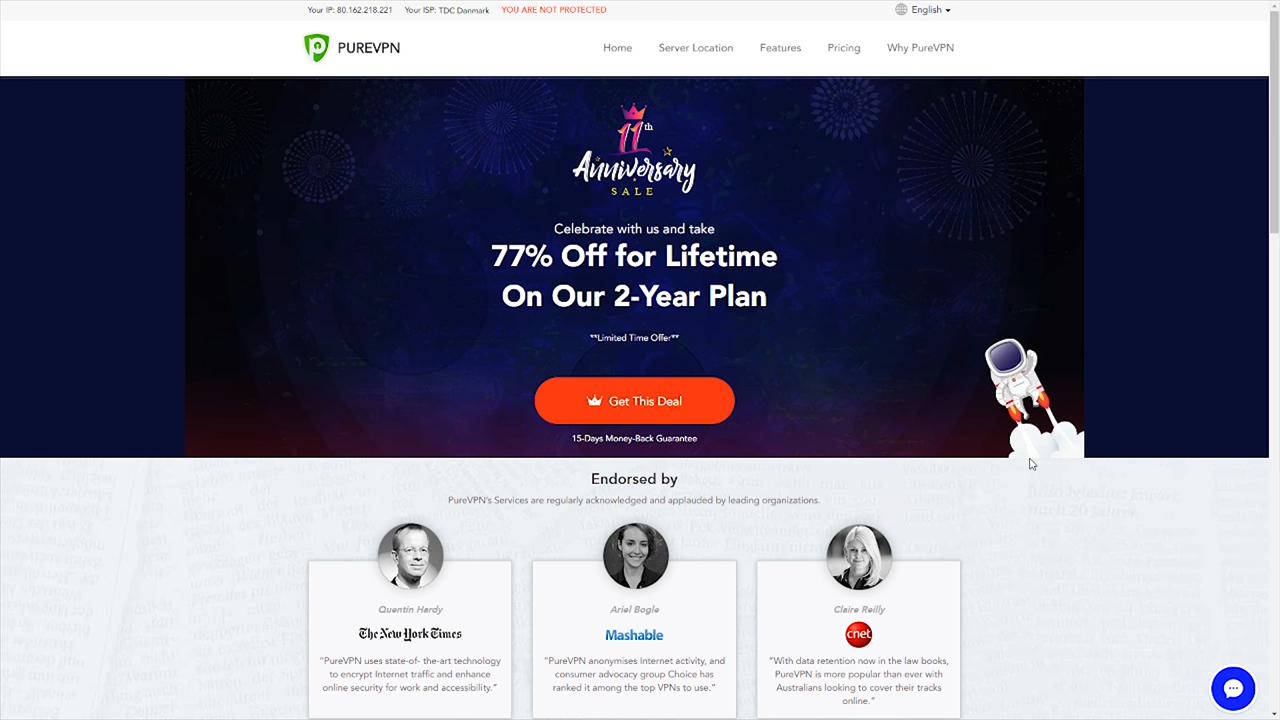 Your IP: 80.162.218.221 Your ISP: TDC Danmark YOU ARE NOT PROTECTED English
PUREVPN Home Server Location Features Pricing Why PureVPN
11th
Anniversary
SALE
Celebrate with us and take
77% Off for Lifetime
On Our 2-Year Plan
**Limited Time Offer**
Get This Deal
15-Days Money-Back Guarantee
Endorsed by
PureVPN's Services are regularly acknowledged and applauded by leading organizations.
Quentin Hardy
The New York Times
"PureVPN uses state-of- the-art technology
to encrypt Internet traffic and enhance
online security for work and accessibility."
Ariel Bogle
Mashable
"PureVPN anonymises Internet activity, and
consumer advocacy group Choice has
ranked it among the top VPNs to use."
Claire Reilly
cnet
"With data retention now in the law books,
PureVPN is more popular than ever with
Australians looking to cover their tracks
online."